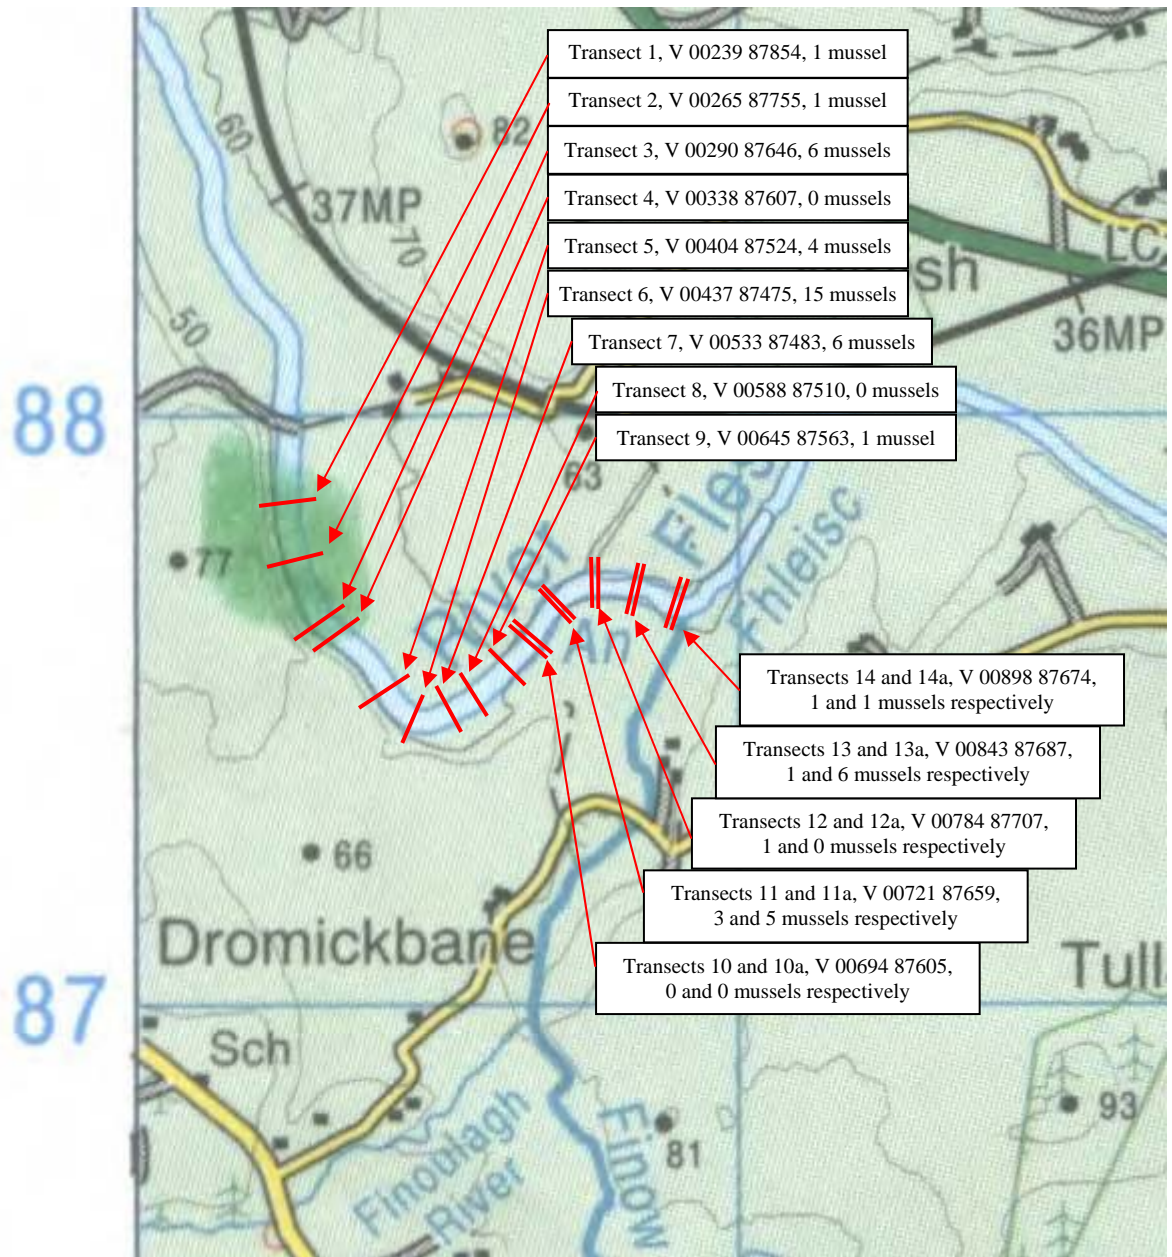 Transect 1, V 00239 87854, 1 mussel
Transect 2, V 00265 87755, 1 mussel
Transect 3, V 00290 87646, 6 mussels
Transect 4, V 00338 87607, 0 mussels
Transect 5, V 00404 87524, 4 mussels
Transect 6, V 00437 87475, 15 mussels
Transect 7, V 00533 87483, 6 mussels
Transect 8, V 00588 87510, 0 mussels
Transect 9, V 00645 87563, 1 mussel
82
60
37MP
70
50
sh
LC
36MP
88
63
77
River
Fles
An
Fhleisc
Transects 14 and 14a, V 00898 87674,
1 and 1 mussels respectively
Transects 13 and 13a, V 00843 87687,
1 and 6 mussels respectively
Transects 12 and 12a, V 00784 87707,
1 and 0 mussels respectively
Transects 11 and 11a, V 00721 87659,
3 and 5 mussels respectively
Transects 10 and 10a, V 00694 87605,
0 and 0 mussels respectively
66
Dromickbane
Tull
87
Sch
Finoulagh
River
Finow
81
93